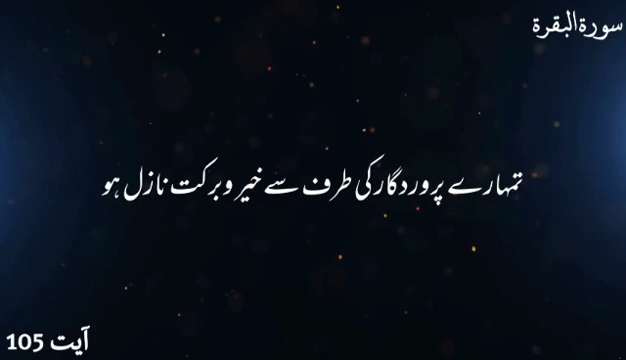 سورۃالبقرۃ
تمہارے پروردگار کی طرف سے خیر و برکت نازل ہو
آیت 105